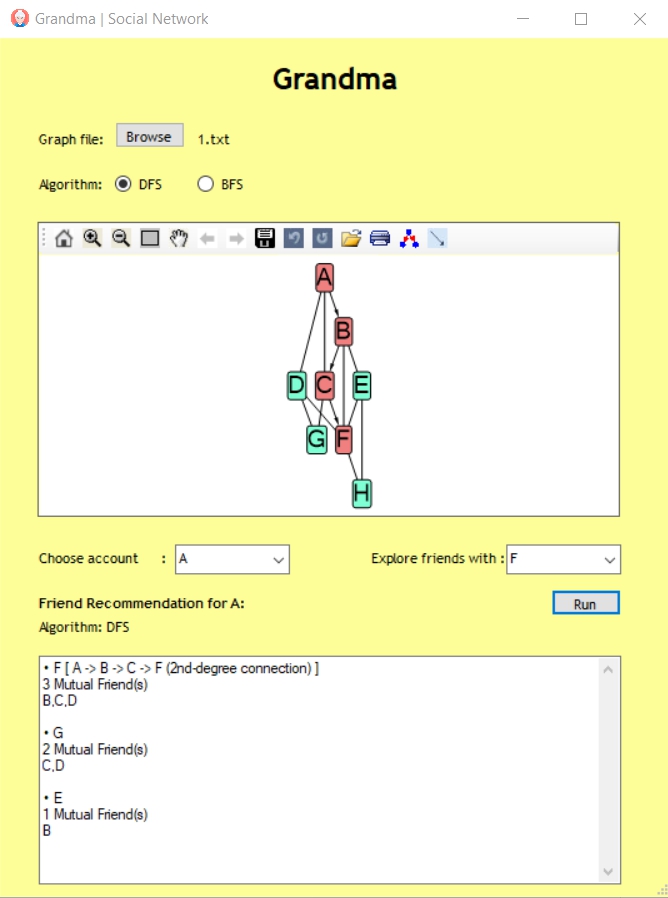 Grandma | Social Network
Grandma
Graph file: Browse 1.txt
Algorithm: DFS BFS
A
B
D C E
G F
H
Choose account : A Explore friends with : F
Friend Recommendation for A: Run
Algorithm: DFS
• F [ A -> B -> C -> F (2nd-degree connection) ]
3 Mutual Friend(s)
B,C,D
• G
2 Mutual Friend(s)
C,D
• E
1 Mutual Friend(s)
B